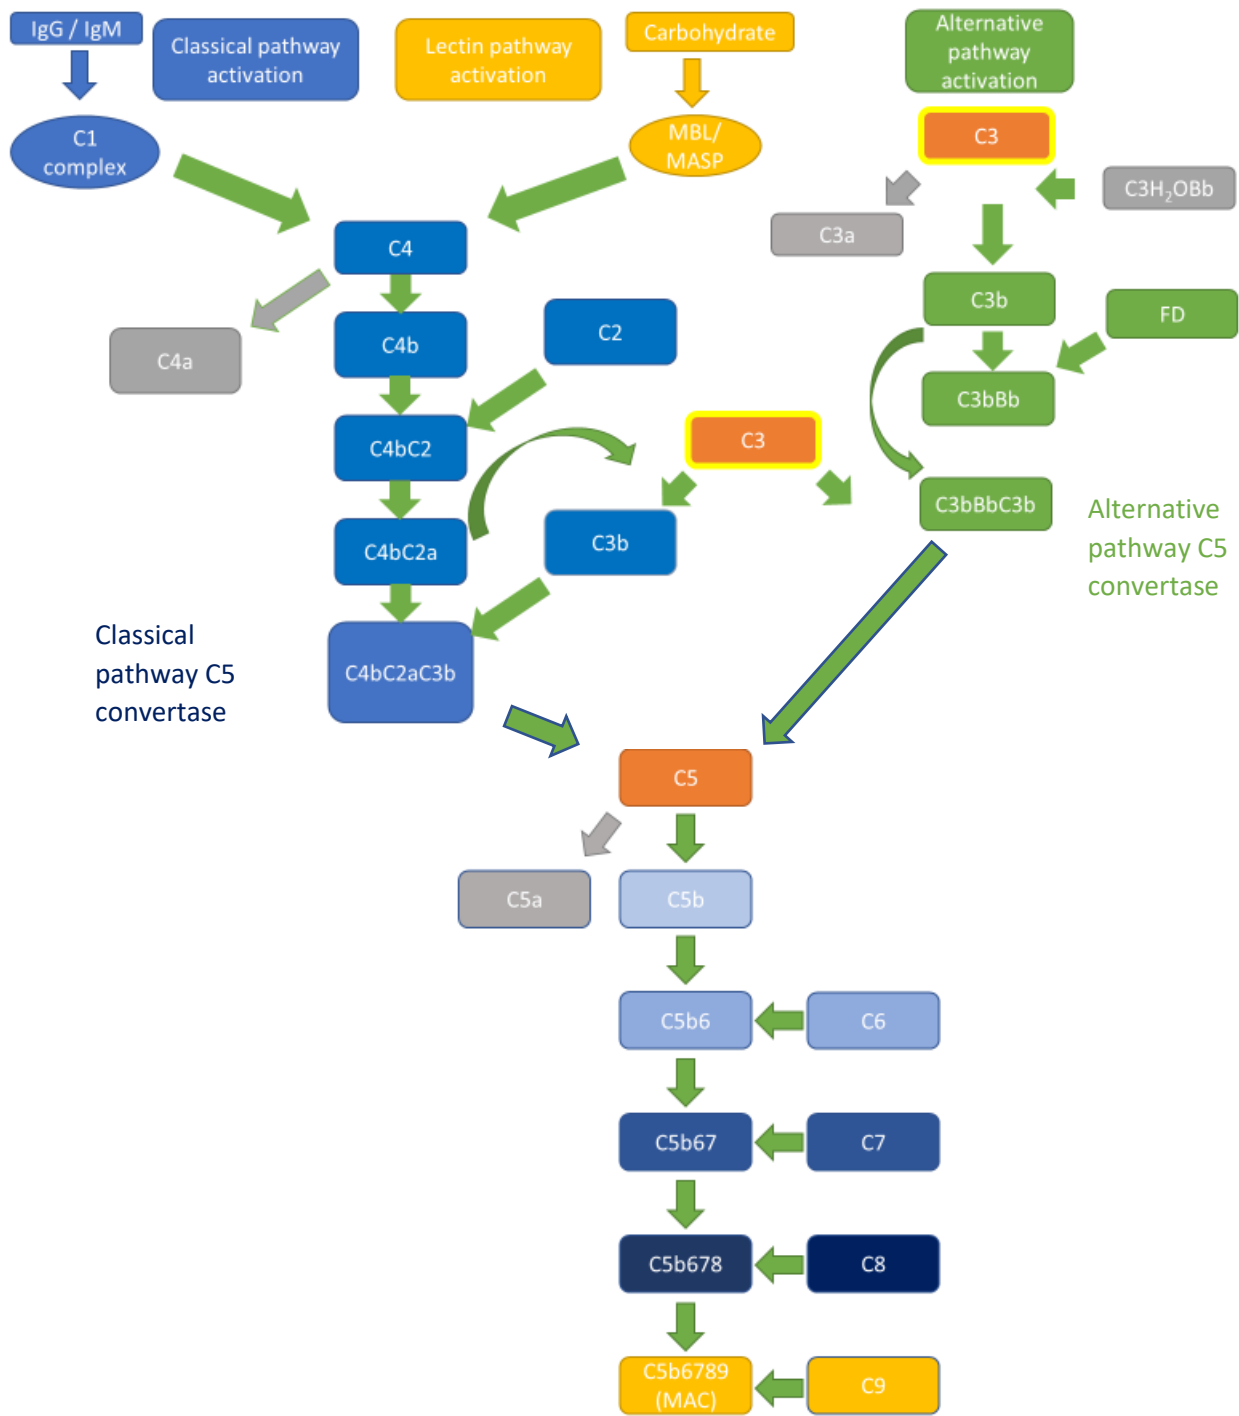 IgG / IgM
Classical pathway
activation
Lectin pathway
activation
Carbohydrate
Alternative
pathway
activation
C1
complex
MBL/
MASP
C3
C3H₂OBb
C3a
C4
C3b
FD
C4a
C4b
C2
C3bBb
C4bC2
C3
C3bBbC3b
Alternative
pathway C5
convertase
C4bC2a
C3b
Classical
pathway C5
convertase
C4bC2aC3b
C5
C5a
C5b
C5b6
C6
C5b67
C7
C5b678
C8
C5b6789
(MAC)
C9